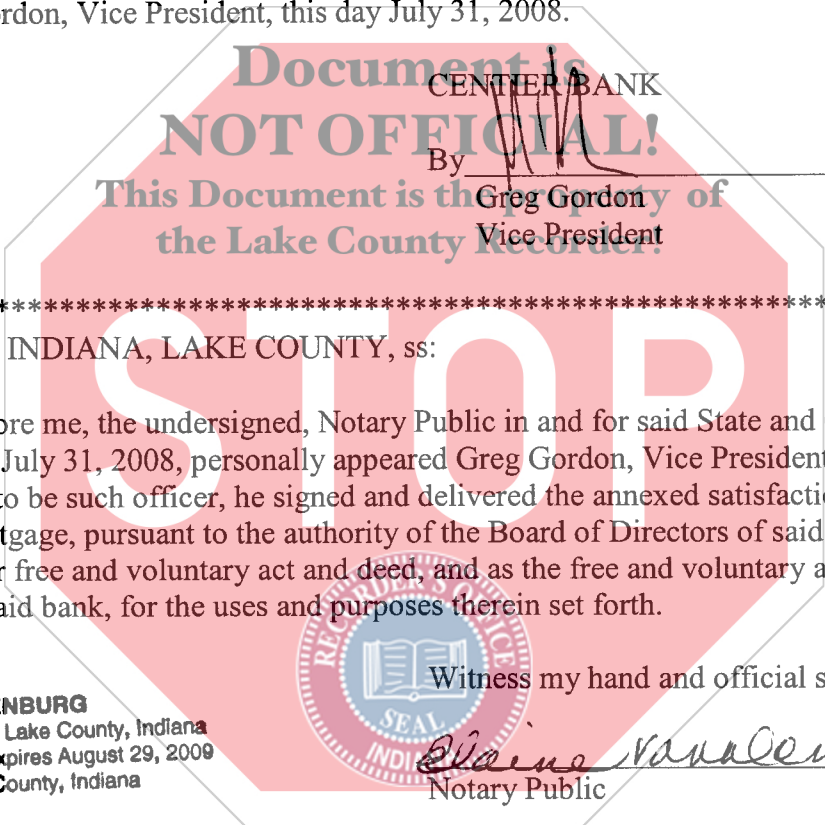 rdon, Vice President, this day July 31, 2008.
Document is
CENTIER BANK
NOT OFFICIAL!
By
This Document is the property of
Greg Gordon
the Lake County Recorder!
Vice President
STOP
INDIANA, LAKE COUNTY, ss:
ore me, the undersigned, Notary Public in and for said State and
July 31, 2008, personally appeared Greg Gordon, Vice President
to be such officer, he signed and delivered the annexed satisfacti
tgage, pursuant to the authority of the Board of Directors of said
r free and voluntary act and deed, and as the free and voluntary a
aid bank, for the uses and purposes therein set forth.
RECORDER'S OFFICE
SEAL
INDIANA
Witness my hand and official s
NBURG
Lake County, Indiana
xpires August 29, 2009
County, Indiana
Elaine
Notary Public